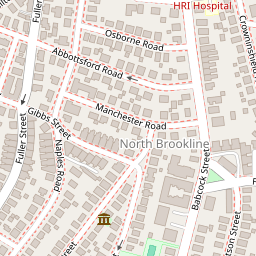 HRI Hospital
Osborne Road
Abbottsford Road
Manchester Road
Fuller Street
Gibbs Street
Fuller Street
Naples Road
North Brookline
Babcock Street
Crowninshield